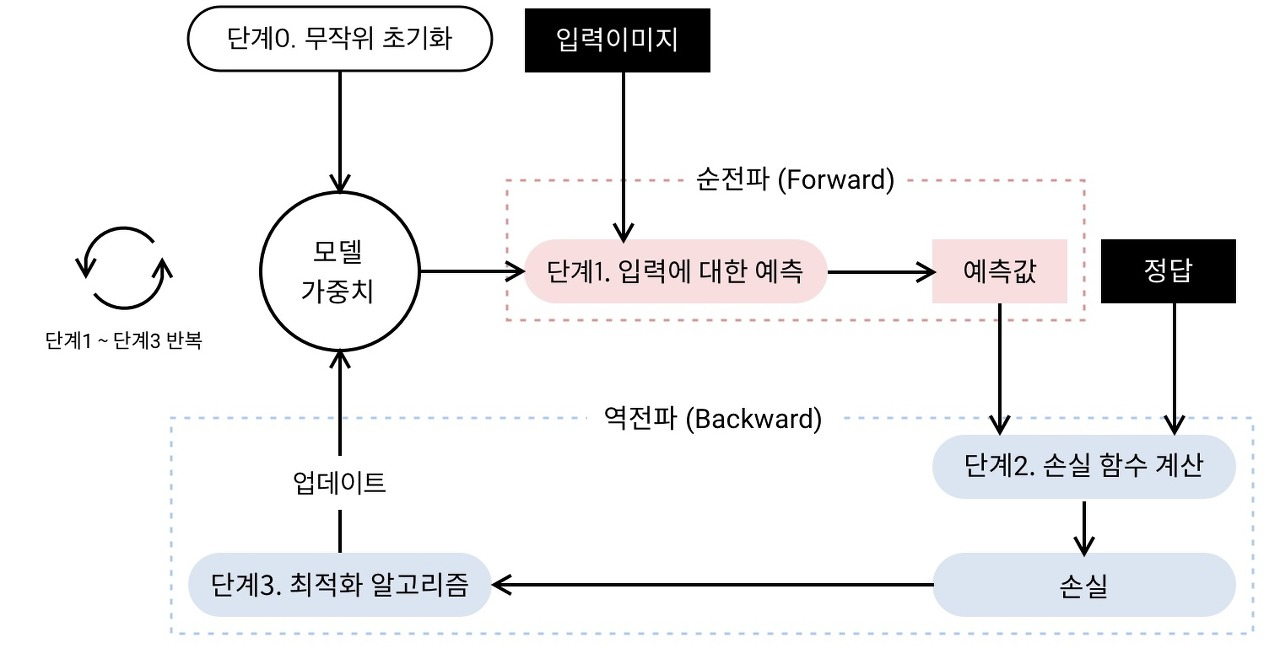 단계0. 무작위 초기화
입력이미지
순전파 (Forward)
모델
가중치
단계1. 입력에 대한 예측
예측값
정답
단계1 ~ 단계3 반복
역전파 (Backward)
단계2. 손실 함수 계산
업데이트
단계3. 최적화 알고리즘
손실